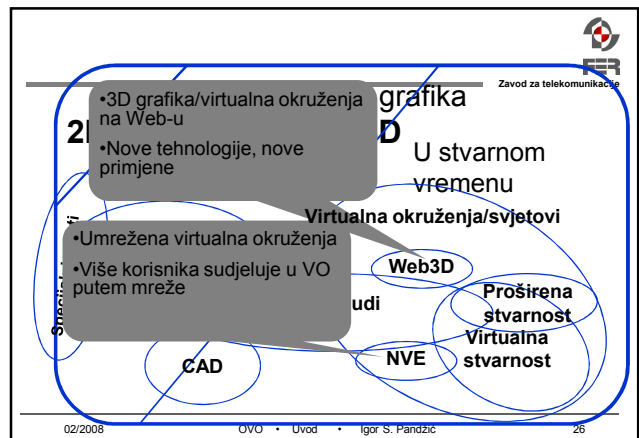 FER
Zavod za telekomunikacije
grafika
•3D grafika/virtualna okruženja
na Web-u
•Nove tehnologije, nove
primjene
D
U stvarnom
vremenu
Virtualna okruženja/svjetovi
•Umrežena virtualna okruženja
•Više korisnika sudjeluje u VO
putem mreže
Web3D
Proširena
stvarnost
Virtualna
stvarnost
CAD
NVE
02/2008 OVO • Uvod • Igor S. Pandžić 26